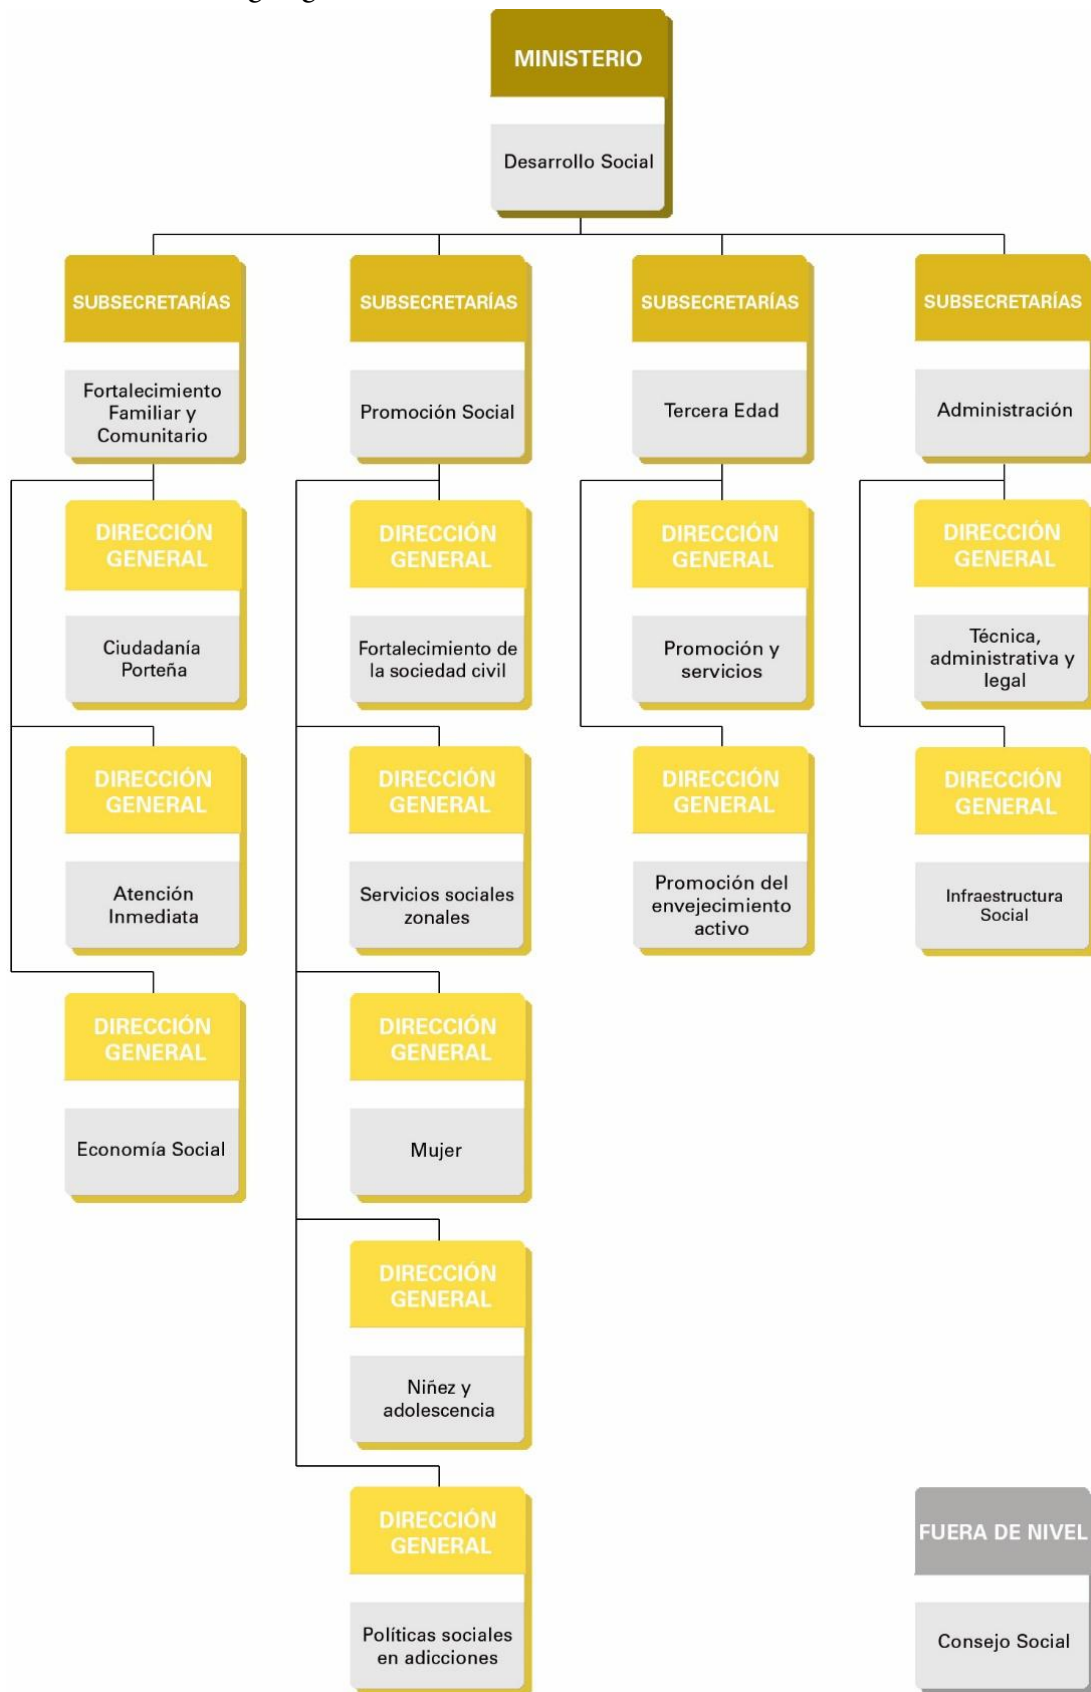 MINISTERIO
Desarrollo Social
SUBSECRETARÍAS
Fortalecimiento
Familiar y
Comunitario
SUBSECRETARÍAS
Promoción Social
SUBSECRETARÍAS
Tercera Edad
SUBSECRETARÍAS
Administración
DIRECCIÓN
GENERAL
Ciudadanía
Porteña
DIRECCIÓN
GENERAL
Fortalecimiento de
la sociedad civil
DIRECCIÓN
GENERAL
Promoción y
servicios
DIRECCIÓN
GENERAL
Técnica,
administrativa y
legal
DIRECCIÓN
GENERAL
Atención
Inmediata
DIRECCIÓN
GENERAL
Servicios sociales
zonales
DIRECCIÓN
GENERAL
Promoción del
envejecimiento
activo
DIRECCIÓN
GENERAL
Infraestructura
Social
DIRECCIÓN
GENERAL
Economía Social
DIRECCIÓN
GENERAL
Mujer
DIRECCIÓN
GENERAL
Niñez y
adolescencia
DIRECCIÓN
GENERAL
Políticas sociales
en adicciones
FUERA DE NIVEL
Consejo Social